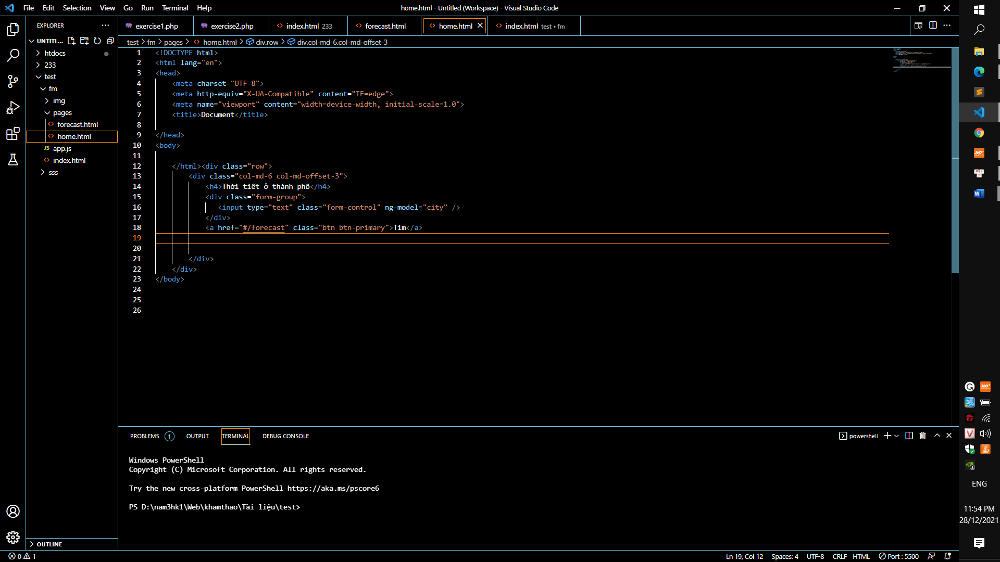 File Edit Selection View Go Run Terminal Help
home.html - Untitled (Workspace) - Visual Studio Code
EXPLORER
UNTITL...
htdocs
233
test
fm
img
pages
forecast.html
home.html
JS app.js
index.html
sss
OUTLINE
exercise1.php exercise2.php index.html 233 forecast.html home.html index.html test • fm
test > fm > pages > home.html > div.row > div.col-md-6.col-md-offset-3
1 <!DOCTYPE html>
2 <html lang="en">
3 <head>
4 <meta charset="UTF-8">
5 <meta http-equiv="X-UA-Compatible" content="IE=edge">
6 <meta name="viewport" content="width=device-width, initial-scale=1.0">
7 <title>Document</title>
8
9 </head>
10 <body>
11
12 </html><div class="row">
13 <div class="col-md-6 col-md-offset-3">
14 <h4>Thời tiết ở thành phố</h4>
15 <div class="form-group">
16 <input type="text" class="form-control" ng-model="city" />
17 </div>
18 <a href="#/forecast" class="btn btn-primary">Tìm</a>
19
20
21 </div>
22 </div>
23 </body>
24
25
26
PROBLEMS 1 OUTPUT TERMINAL DEBUG CONSOLE
powershell
Windows PowerShell
Copyright (C) Microsoft Corporation. All rights reserved.
Try the new cross-platform PowerShell https://aka.ms/pscore6
PS D:\nam3hk1\Web\khamthao\Tài liệu\test>
0 1
Ln 19, Col 12 Spaces: 4 UTF-8 CRLF HTML Port : 5500
ENG
11:54 PM
28/12/2021